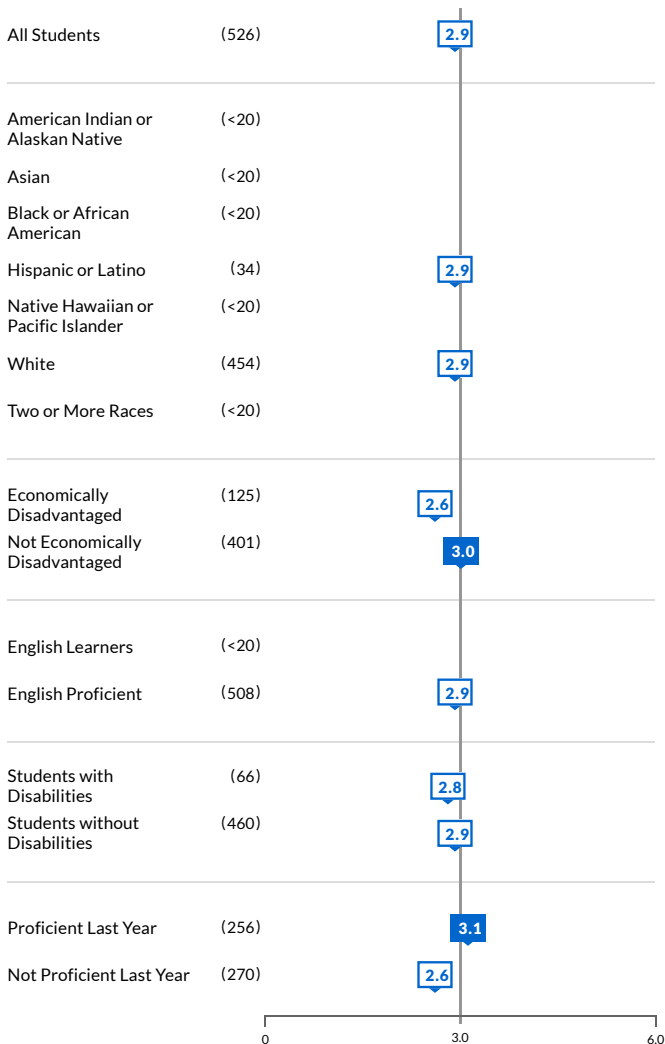 All Students (526) 2.9
American Indian or (<20)
Alaskan Native
Asian (<20)
Black or African (<20)
American
Hispanic or Latino (34) 2.9
Native Hawaiian or (<20)
Pacific Islander
White (454) 2.9
Two or More Races (<20)
Economically (125) 2.6
Disadvantaged
Not Economically (401) 3.0
Disadvantaged
English Learners (<20)
English Proficient (508) 2.9
Students with (66) 2.8
Disabilities
Students without (460) 2.9
Disabilities
Proficient Last Year (256) 3.1
Not Proficient Last Year (270) 2.6
0 3.0 6.0